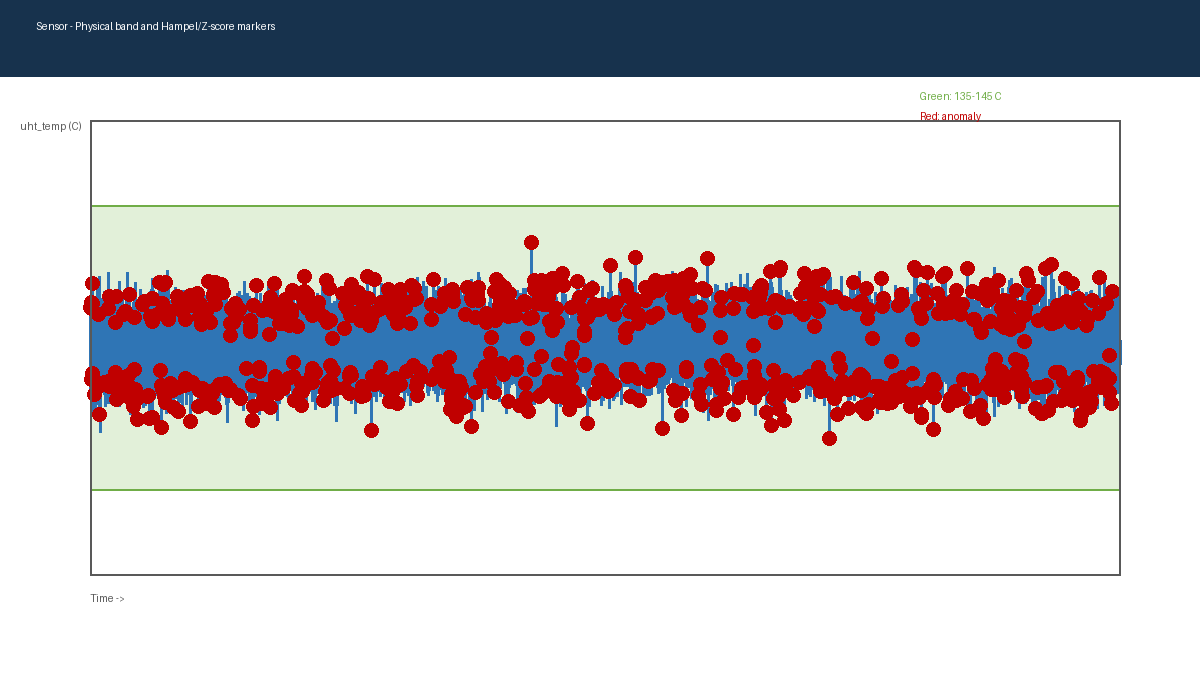 Sensor - Physical band and Hampel/Z-score markers
Green: 135-145 C
Red: anomaly
uht_temp (C)
Time ->